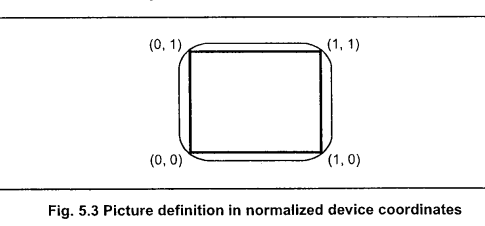 (0, 1) (1, 1)
(0, 0) (1, 0)
Fig. 5.3 Picture definition in normalized device coordinates